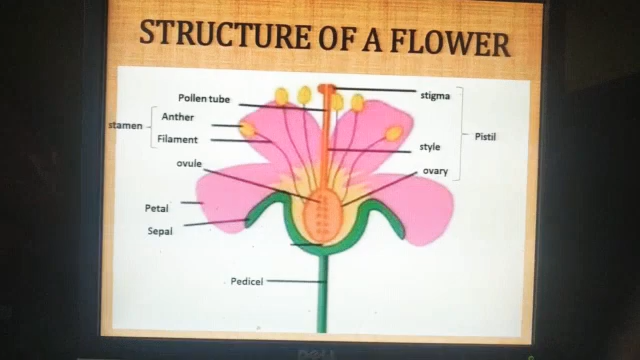 STRUCTURE OF A FLOWER
Pollen tube
stigma
Anther
stamen
Filament
Pistil
style
ovule
ovary
Petal
Sepal
Pedicel
DELL